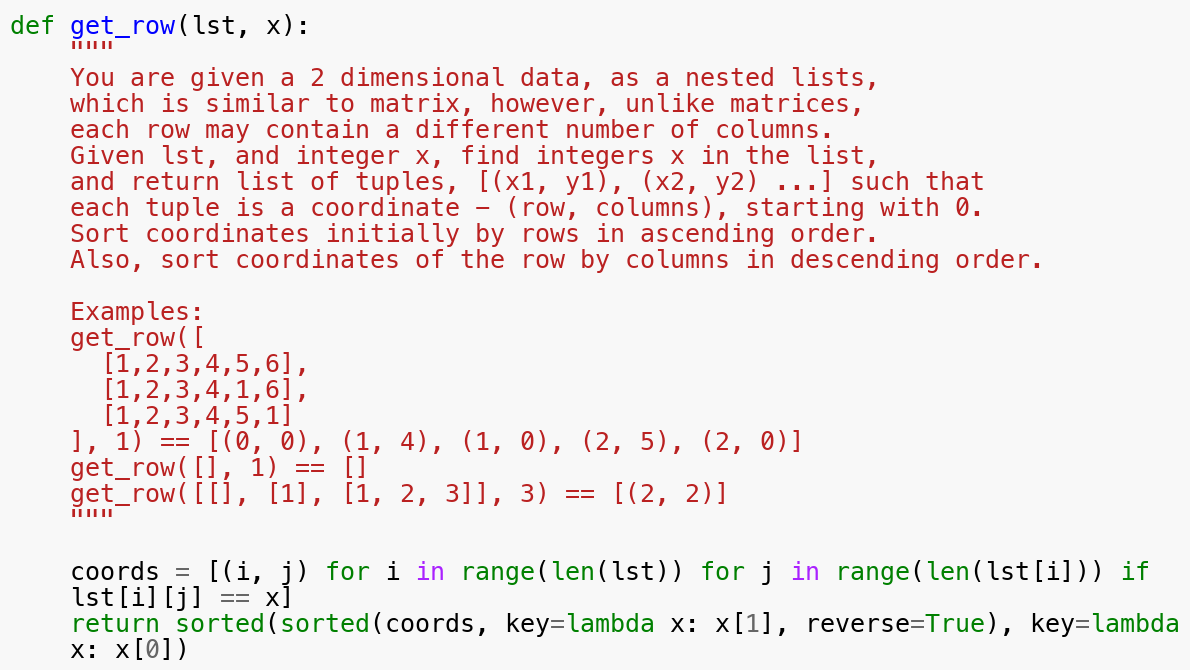 def get_row(lst, x):
    """
    You are given a 2 dimensional data, as a nested lists,
    which is similar to matrix, however, unlike matrices,
    each row may contain a different number of columns.
    Given lst, and integer x, find integers x in the list,
    and return list of tuples, [(x1, y1), (x2, y2) ...] such that
    each tuple is a coordinate − (row, columns), starting with 0.
    Sort coordinates initially by rows in ascending order.
    Also, sort coordinates of the row by columns in descending order.

    Examples:
    get_row([
      [1,2,3,4,5,6],
      [1,2,3,4,1,6],
      [1,2,3,4,5,1]
    ], 1) == [(0, 0), (1, 4), (1, 0), (2, 5), (2, 0)]
    get_row([], 1) == []
    get_row([[], [1], [1, 2, 3]], 3) == [(2, 2)]
    """

    coords = [(i, j) for i in range(len(lst)) for j in range(len(lst[i])) if
    lst[i][j] == x]
    return sorted(sorted(coords, key=lambda x: x[1], reverse=True), key=lambda
    x: x[0])